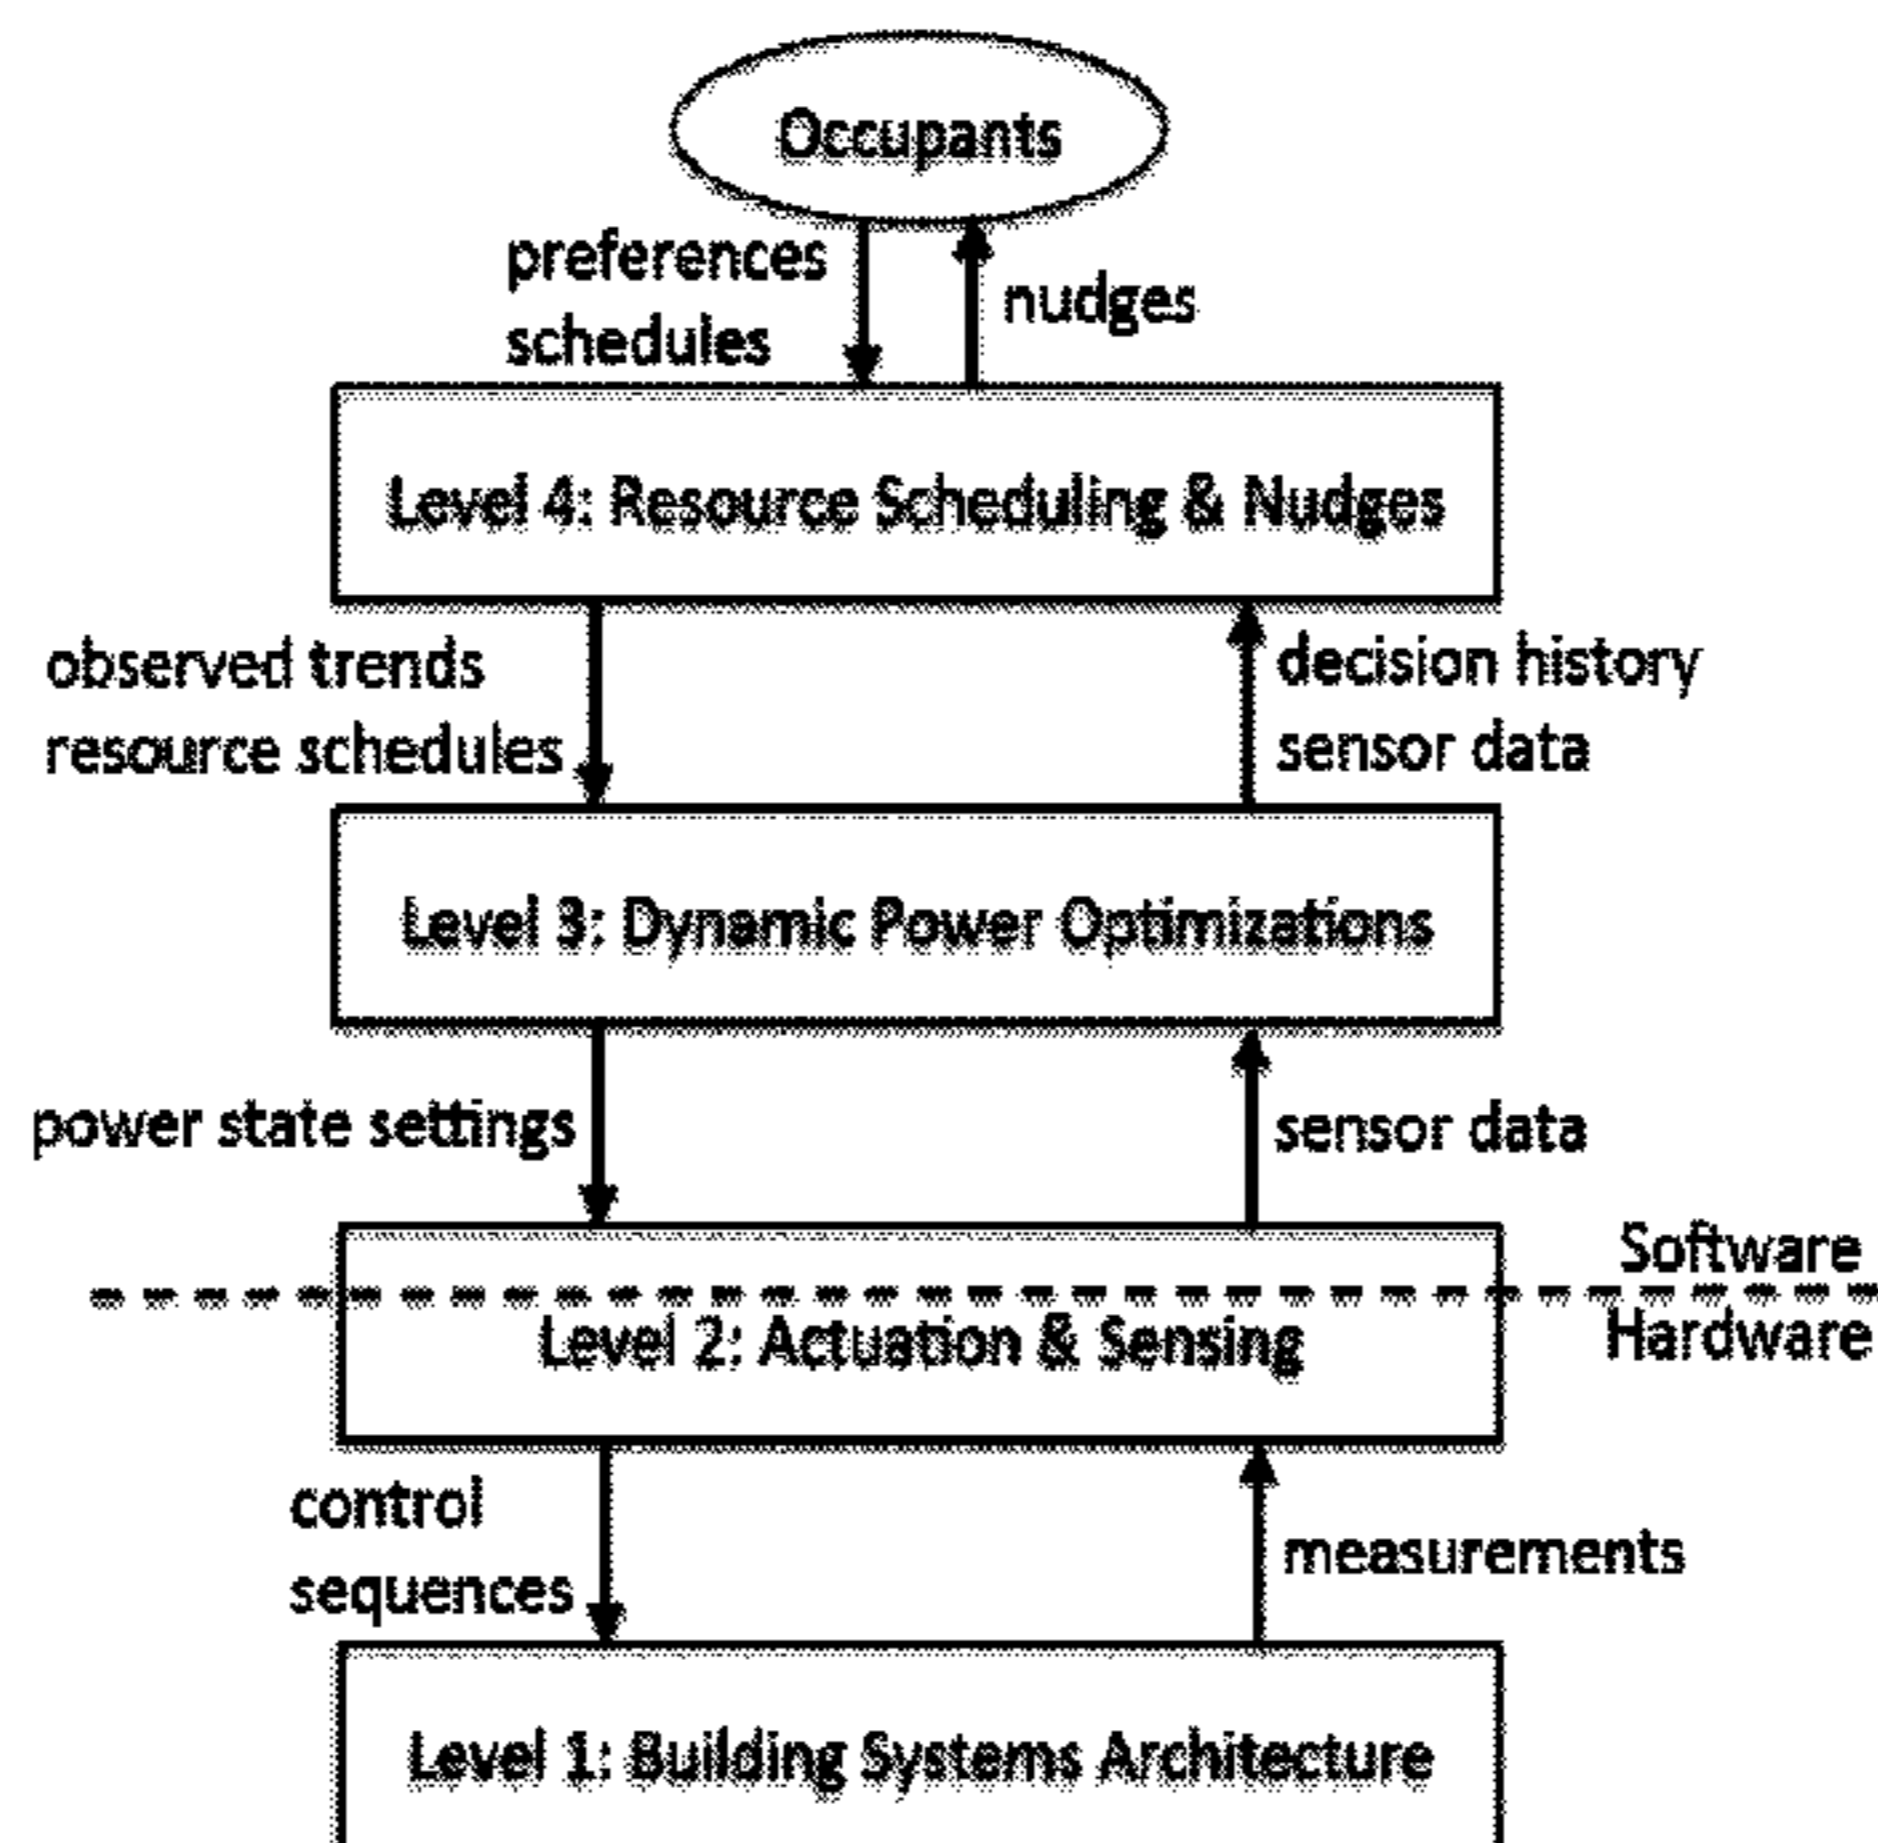 Occupants
preferences
schedules
nudges
Level 4: Resource Scheduling & Nudges
observed trends
resource schedules
decision history
sensor data
Level 3: Dynamic Power Optimizations
power state settings
sensor data
Software
Hardware
Level 2: Actuation & Sensing
control
sequences
measurements
Level 1: Building Systems Architecture